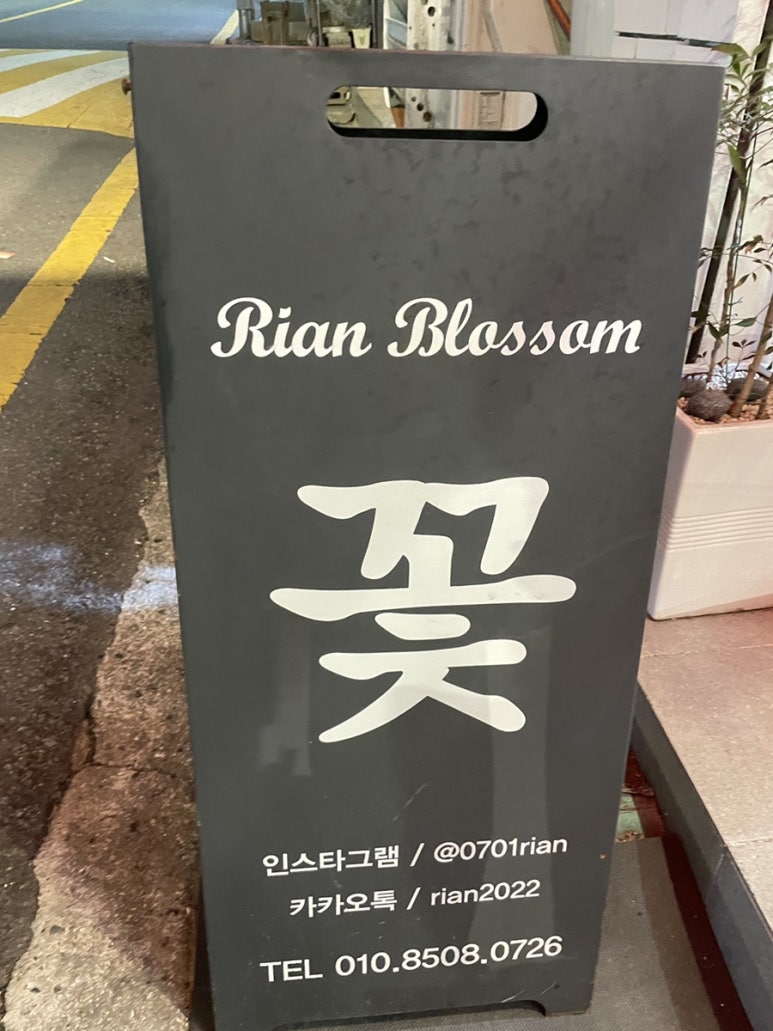 Rian Blossom
꽃
인스타그램 / @0701rian
카카오톡 / rian2022
TEL 010.8508.0726